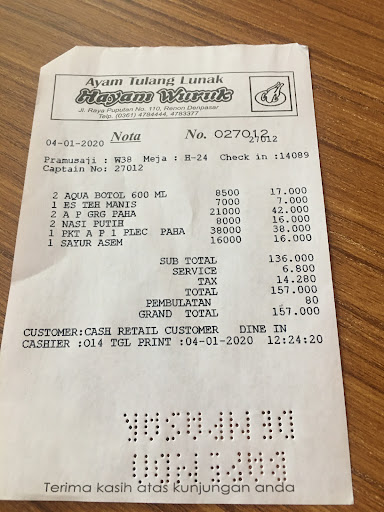 Ayam Tulang Lunak
Hayam Wuruk
Jl. Raya Puputan No. 110, Renon Denpasar
Telp. (0361) 4784444, 4783377
04-01-2020 Nota No. 027012
27012
Pramusaji : W38 Meja : H-24 Check in :14089
Captain No: 27012
2 AQUA BOTOL 600 ML 8500 17.000
1 ES TEH MANIS 7000 7.000
2 A P GRG PAHA 21000 42.000
2 NASI PUTIH 8000 16.000
1 PKT A P 1 PLEC PAHA 38000 38.000
1 SAYUR ASEM 16000 16.000
SUB TOTAL 136.000
SERVICE 6.800
TAX 14.280
TOTAL 157.000
PEMBULATAN 80
GRAND TOTAL 157.000
CUSTOMER:CASH RETAIL CUSTOMER DINE IN
CASHIER :014 TGL PRINT :04-01-2020 12:24:20
Terima kasih atas kunjungan anda